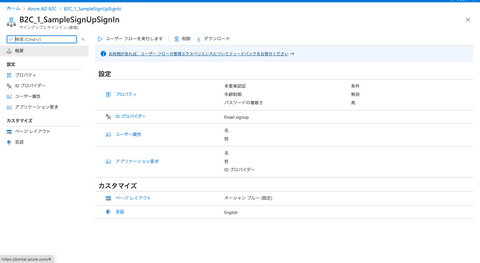 ホーム > Azure AD B2C > B2C_1_SampleSignUpSignIn
B2C_1_SampleSignUpSignIn
サインアップとサインイン (推奨)
検索 (Cmd+/)
概要
設定
プロパティ
ID プロバイダー
ユーザー属性
アプリケーション要求
カスタマイズ
ページ レイアウト
言語
ユーザー フローを実行します
削除
ダウンロード
お時間があれば、ユーザー フローか管理エクスペリエンスについてフィードバックをお寄せください →
設定
プロパティ
多要素認証 条件
年齢制御 無効
パスワードの複雑さ 高
ID プロバイダー Email signup
ユーザー属性
名
姓
アプリケーション要求
名
姓
ID プロバイダー
カスタマイズ
ページ レイアウト オーシャン ブルー (既定)
言語 English
https://portal.azure.com/#